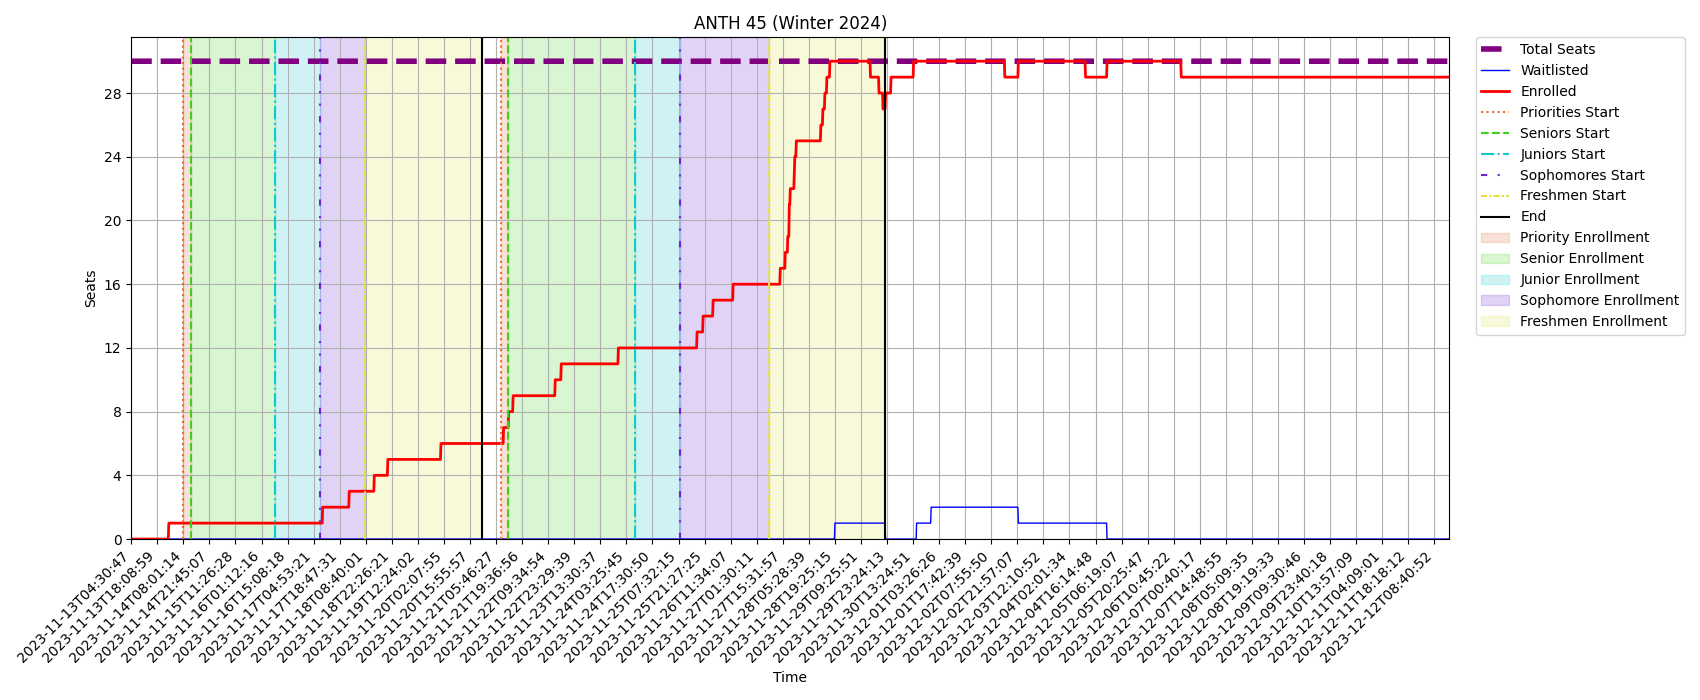 ANTH 45 (Winter 2024)
Total Seats
Waitlisted
Enrolled
Priorities Start
Seniors Start
Juniors Start
Sophomores Start
Freshmen Start
End
Priority Enrollment
Senior Enrollment
Junior Enrollment
Sophomore Enrollment
Freshmen Enrollment
Seats
28
24
20
16
12
8
4
0
2023-11-13T04:30:47
2023-11-13T18:08:59
2023-11-14T08:01:14
2023-11-14T21:45:07
2023-11-15T11:26:28
2023-11-16T01:12:16
2023-11-16T15:08:18
2023-11-17T04:53:21
2023-11-17T18:47:31
2023-11-18T08:40:01
2023-11-18T22:26:21
2023-11-19T12:24:02
2023-11-20T02:07:55
2023-11-20T15:55:57
2023-11-21T05:46:27
2023-11-21T19:36:56
2023-11-22T09:34:54
2023-11-22T23:29:39
2023-11-23T13:30:37
2023-11-24T03:25:45
2023-11-24T17:30:50
2023-11-25T07:32:15
2023-11-25T21:27:25
2023-11-26T11:34:07
2023-11-27T01:30:11
2023-11-27T15:31:57
2023-11-28T05:28:39
2023-11-28T19:25:15
2023-11-29T09:25:51
2023-11-29T23:24:13
2023-11-30T13:24:51
2023-12-01T03:26:26
2023-12-01T17:42:39
2023-12-02T07:55:50
2023-12-02T21:57:07
2023-12-03T12:10:52
2023-12-04T02:01:34
2023-12-04T16:14:48
2023-12-05T06:19:07
2023-12-05T20:25:47
2023-12-06T10:45:22
2023-12-07T00:40:17
2023-12-07T14:48:55
2023-12-08T05:09:35
2023-12-08T19:19:33
2023-12-09T09:30:46
2023-12-09T23:40:18
2023-12-10T13:57:09
2023-12-11T04:09:01
2023-12-11T18:18:12
2023-12-12T08:40:52
Time